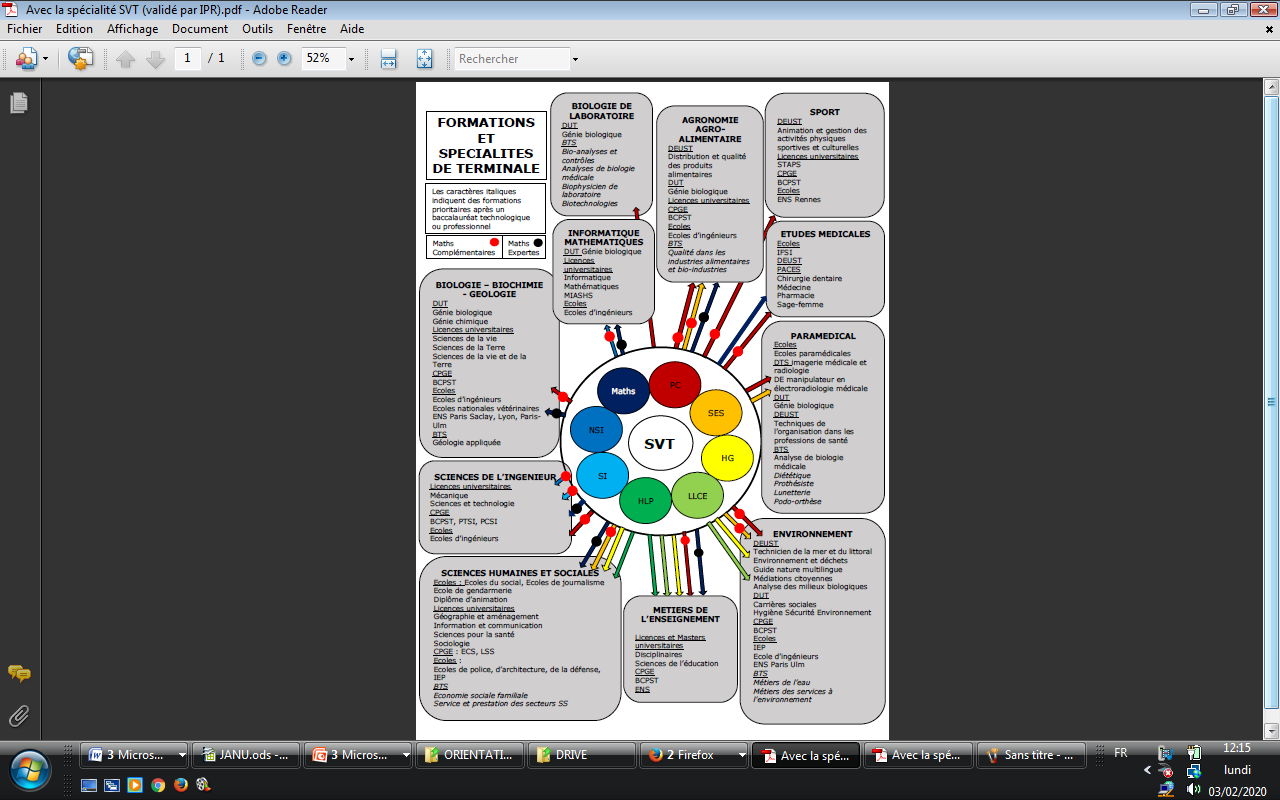 Avec la spécialité SVT (validé par IPR).pdf - Adobe Reader
Fichier Edition Affichage Document Outils Fenêtre Aide
1 / 1 52% Rechercher
FORMATIONS
ET
SPECIALITES
DE TERMINALE
Les caractères italiques
indiquent des formations
prioritaires après un
baccalauréat technologique
ou professionnel
Maths
Complémentaires
Maths
Expertes
BIOLOGIE DE
LABORATOIRE
DUT
Génie biologique
BTS
Bio-analyses et
contrôles
Analyses de biologie
médicale
Biophysicien de
laboratoire
Biotechnologies
AGRONOMIE
AGRO-
ALIMENTAIRE
DEUST
Distribution et qualité
des produits
alimentaires
DUT
Génie biologique
Licences universitaires
CPGE
BCPST
Ecoles
Ecoles d'ingénieurs
BTS
Qualité dans les
industries alimentaires
et bio-industries
SPORT
DEUST
Animation et gestion des
activités physiques
sportives et culturelles
Licences universitaires
STAPS
CPGE
BCPST
Ecoles
ENS Rennes
INFORMATIQUE
MATHEMATIQUES
DUT Génie biologique
Licences
universitaires
Informatique
Mathématiques
MIASHS
Ecoles
Ecoles d'ingénieurs
ETUDES MEDICALES
Ecoles
IFSI
DEUST
PACES
Chirurgie dentaire
Médecine
Pharmacie
Sage-femme
BIOLOGIE – BIOCHIMIE
- GEOLOGIE
DUT
Génie biologique
Génie chimique
Licences universitaires
Sciences de la vie
Sciences de la Terre
Sciences de la vie et de la
Terre
CPGE
BCPST
Ecoles
Ecoles d'ingénieurs
Ecoles nationales vétérinaires
ENS Paris Saclay, Lyon, Paris-
Ulm
BTS
Géologie appliquée
PARAMEDICAL
Ecoles
Ecoles paramédicales
DTS imagerie médicale et
radiologie
DE manipulateur en
électroradiologie médicale
DUT
Génie biologique
DEUST
Techniques de
l'organisation dans les
professions de santé
BTS
Analyse de biologie
médicale
Diététique
Prothésiste
Lunetterie
Podo-orthèse
Maths
PC
SES
HG
LLCE
HLP
SI
NSI
SVT
SCIENCES DE L'INGENIEUR
Licences universitaires
Mécanique
Sciences et technologie
CPGE
BCPST, PTSI, PCSI
Ecoles
Ecoles d'ingénieurs
SCIENCES HUMAINES ET SOCIALES
Ecoles : Ecoles du social, Ecoles de journalisme
Ecole de gendarmerie
Diplôme d'animation
Licences universitaires
Géographie et aménagement
Information et communication
Sciences pour la santé
Sociologie
CPGE : ECS, LSS
Ecoles :
Ecoles de police, d'architecture, de la défense,
IEP
BTS
Economie sociale familiale
Service et prestation des secteurs SS
METIERS DE
L'ENSEIGNEMENT
Licences et Masters
universitaires
Disciplinaires
Sciences de l'éducation
CPGE
BCPST
ENS
ENVIRONNEMENT
DEUST
Technicien de la mer et du littoral
Environnement et déchets
Guide nature multilingue
Médiations citoyennes
Analyse des milieux biologiques
DUT
Carrières sociales
Hygiène Sécurité Environnement
CPGE
BCPST
Ecoles
IEP
Ecole d'ingénieurs
ENS Paris Ulm
BTS
Métiers de l'eau
Métiers des services à
l'environnement
3 Micros... JANU.ods -... 3 Micros... ORIENTATI... DRIVE 2 Firefox Avec la spé... Avec la spé... Sans titre - ... FR 12:15
lundi
03/02/2020